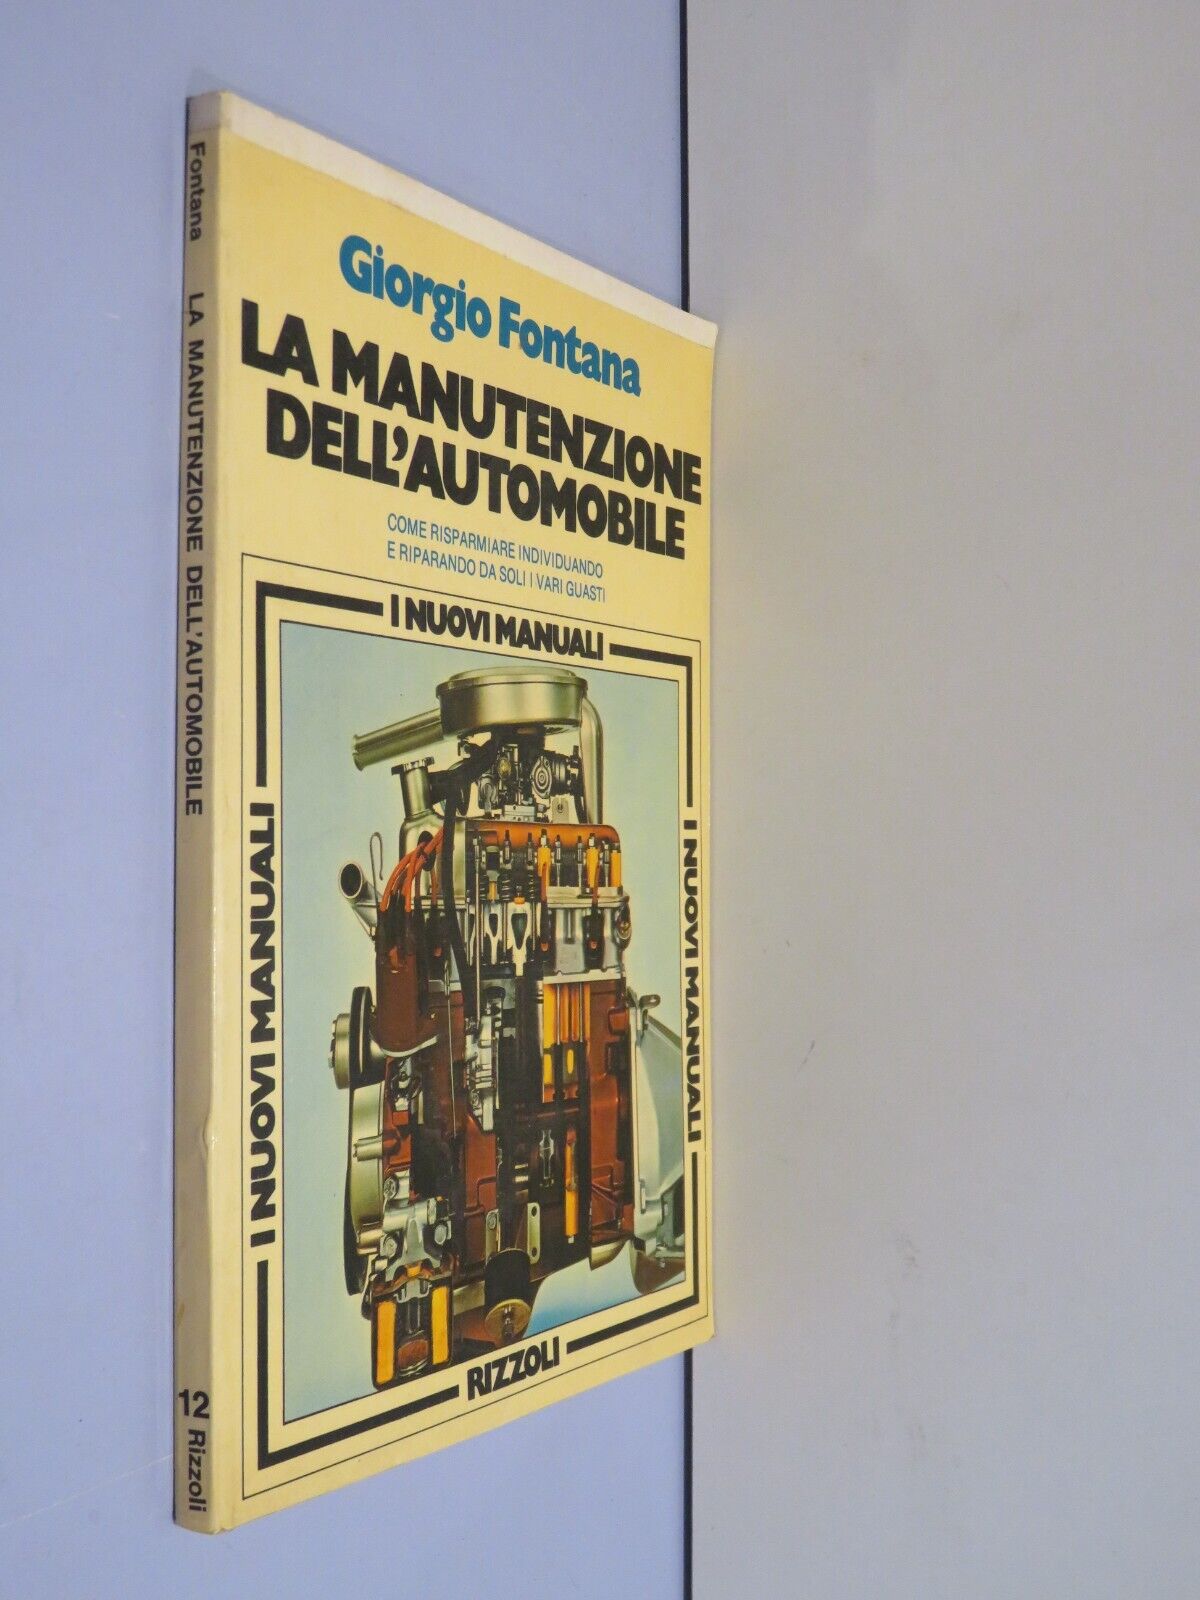 Fontana LA MANUTENZIONE DELL'AUTOMOBILE 12 Rizzoli
Giorgio Fontana
LA MANUTENZIONE
DELL'AUTOMOBILE
COME RISPARMIARE INDIVIDUANDO
E RIPARANDO DA SOLI I VARI GUASTI
I NUOVI MANUALI
I NUOVI MANUALI
I NUOVI MANUALI
RIZZOLI